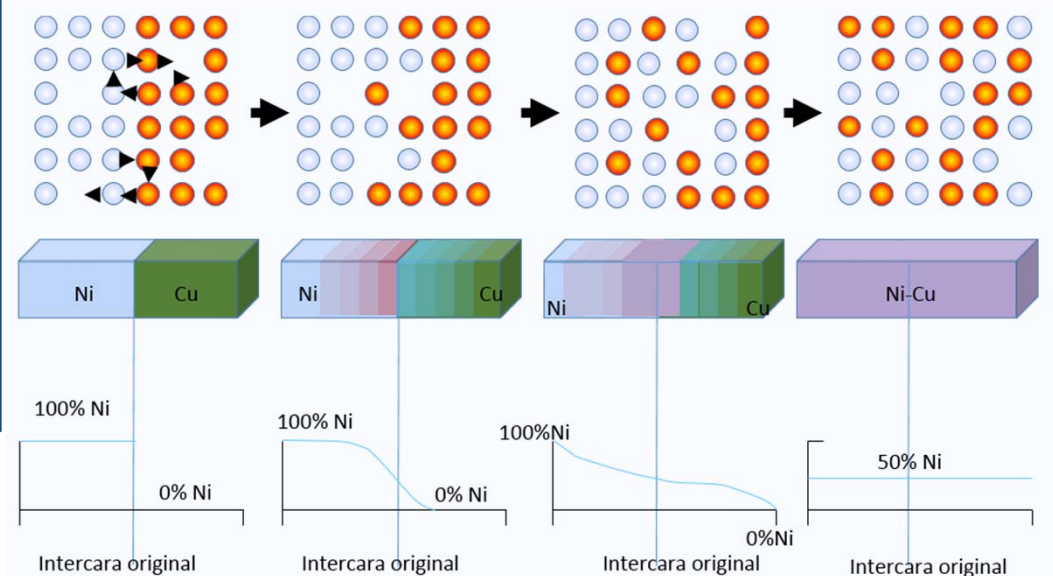 Ni
Cu
Ni
Cu
Ni
Cu
Ni-Cu
100% Ni
0% Ni
100% Ni
0% Ni
100%Ni
0%Ni
50% Ni
Intercara original
Intercara original
Intercara original
Intercara original